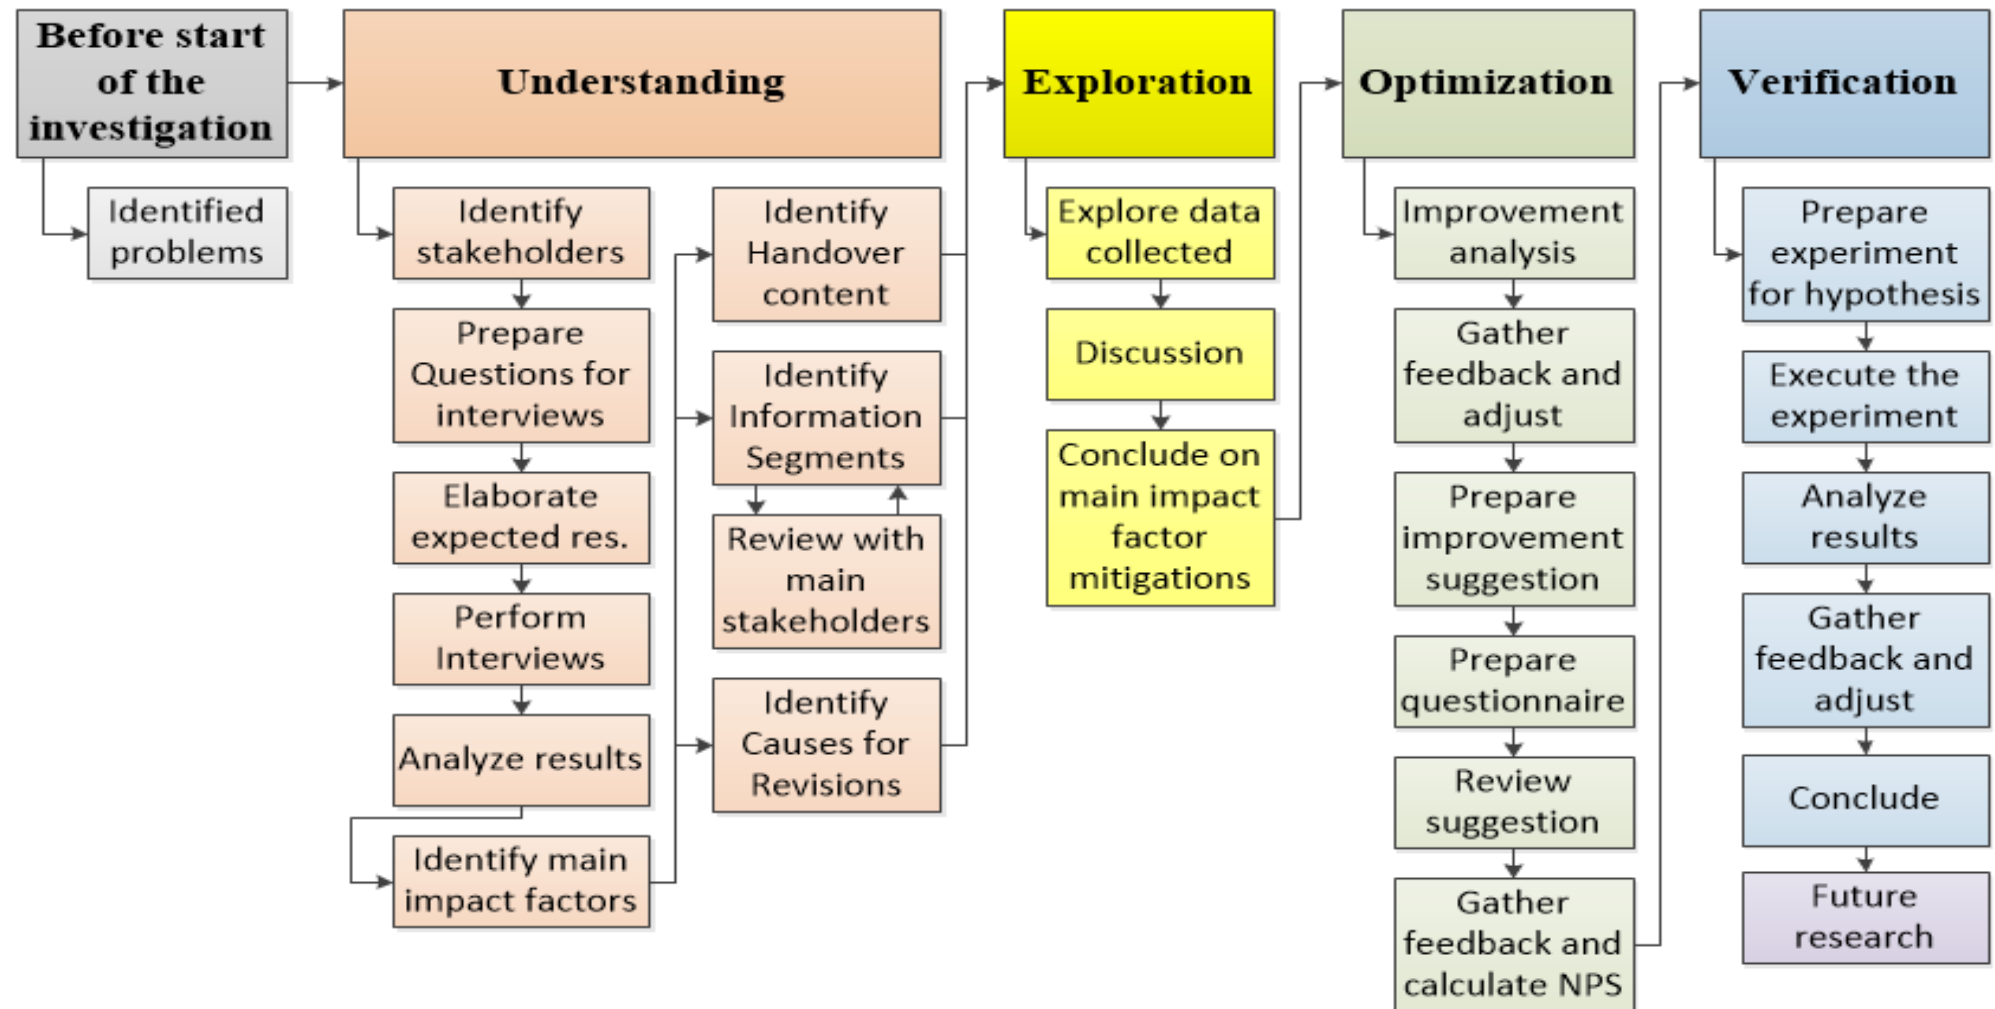 Before start
of the
investigation
Identified
problems
Understanding
Identify
stakeholders
Prepare
Questions for
interviews
Elaborate
expected res.
Perform
Interviews
Analyze results
Identify main
impact factors
Identify
Handover
content
Identify
Information
Segments
Review with
main
stakeholders
Identify
Causes for
Revisions
Exploration
Explore data
collected
Discussion
Conclude on
main impact
factor
mitigations
Optimization
Improvement
analysis
Gather
feedback and
adjust
Prepare
improvement
suggestion
Prepare
questionnaire
Review
suggestion
Gather
feedback and
calculate NPS
Verification
Prepare
experiment
for hypothesis
Execute the
experiment
Analyze
results
Gather
feedback and
adjust
Conclude
Future
research